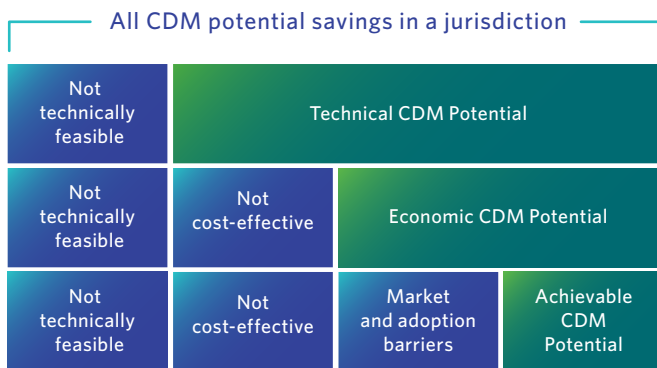 All CDM potential savings in a jurisdiction
Not
technically
feasible
Technical CDM Potential
Not
technically
feasible
Not
cost-effective
Economic CDM Potential
Not
technically
feasible
Not
cost-effective
Market
and adoption
barriers
Achievable
CDM
Potential